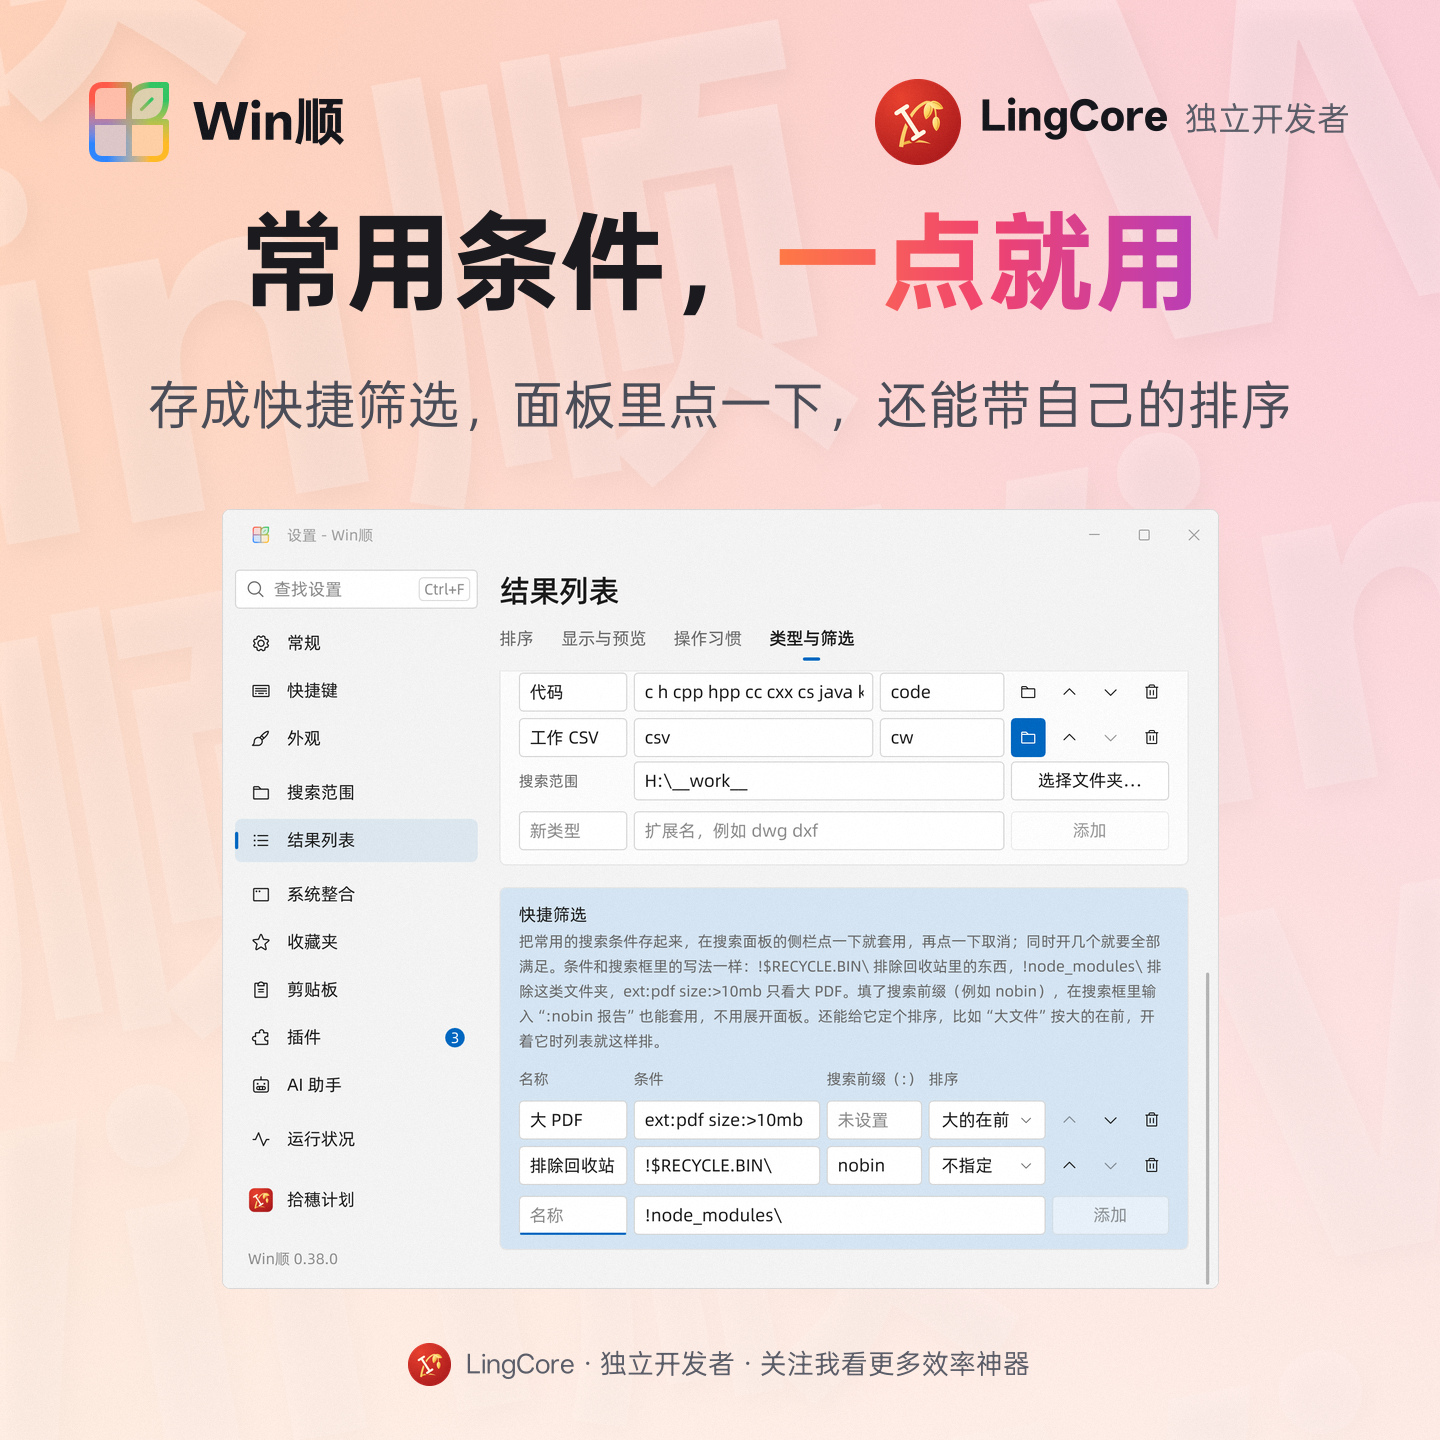 Win顺
LingCore 独立开发者
常用条件，一点就用
存成快捷筛选，面板里点一下，还能带自己的排序
设置 - Win顺
查找设置 Ctrl+F
常规
快捷键
外观
搜索范围
结果列表
系统整合
收藏夹
剪贴板
插件 3
AI 助手
运行状况
拾穗计划
Win顺 0.38.0
结果列表
排序 显示与预览 操作习惯 类型与筛选
代码 c h cpp hpp cc cxx cs java k code
工作 CSV csv cw
搜索范围 H:\__work__ 选择文件夹...
新类型 扩展名，例如 dwg dxf 添加
快捷筛选
把常用的搜索条件存起来，在搜索面板的侧栏点一下就套用，再点一下取消；同时开几个就要全部
满足。条件和搜索框里的写法一样：!$RECYCLE.BIN\ 排除回收站里的东西，!node_modules\ 排
除这类文件夹，ext:pdf size:>10mb 只看大 PDF。填了搜索前缀（例如 nobin），在搜索框里输
入 “:nobin 报告” 也能套用，不用展开面板。还能给它定个排序，比如 “大文件” 按大的在前，开
着它时列表就这样排。
名称 条件 搜索前缀（:） 排序
大 PDF ext:pdf size:>10mb 未设置 大的在前
排除回收站 !$RECYCLE.BIN\ nobin 不指定
名称 !node_modules\ 添加
LingCore · 独立开发者 · 关注我看更多效率神器